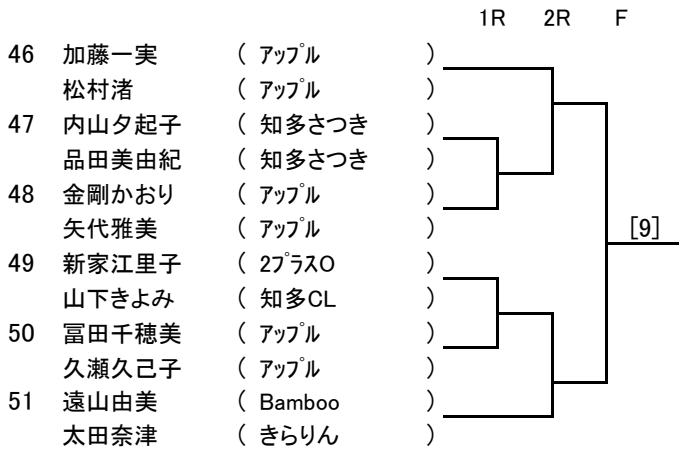 1R 2R F
46 加藤一実 ( アップル )
松村渚 ( アップル )
47 内山夕起子 ( 知多さつき )
品田美由紀 ( 知多さつき )
48 金剛かおり ( アップル )
矢代雅美 ( アップル )
[9]
49 新家江里子 ( 2プラスO )
山下きよみ ( 知多CL )
50 冨田千穂美 ( アップル )
久瀬久己子 ( アップル )
51 遠山由美 ( Bamboo )
太田奈津 ( きらりん )